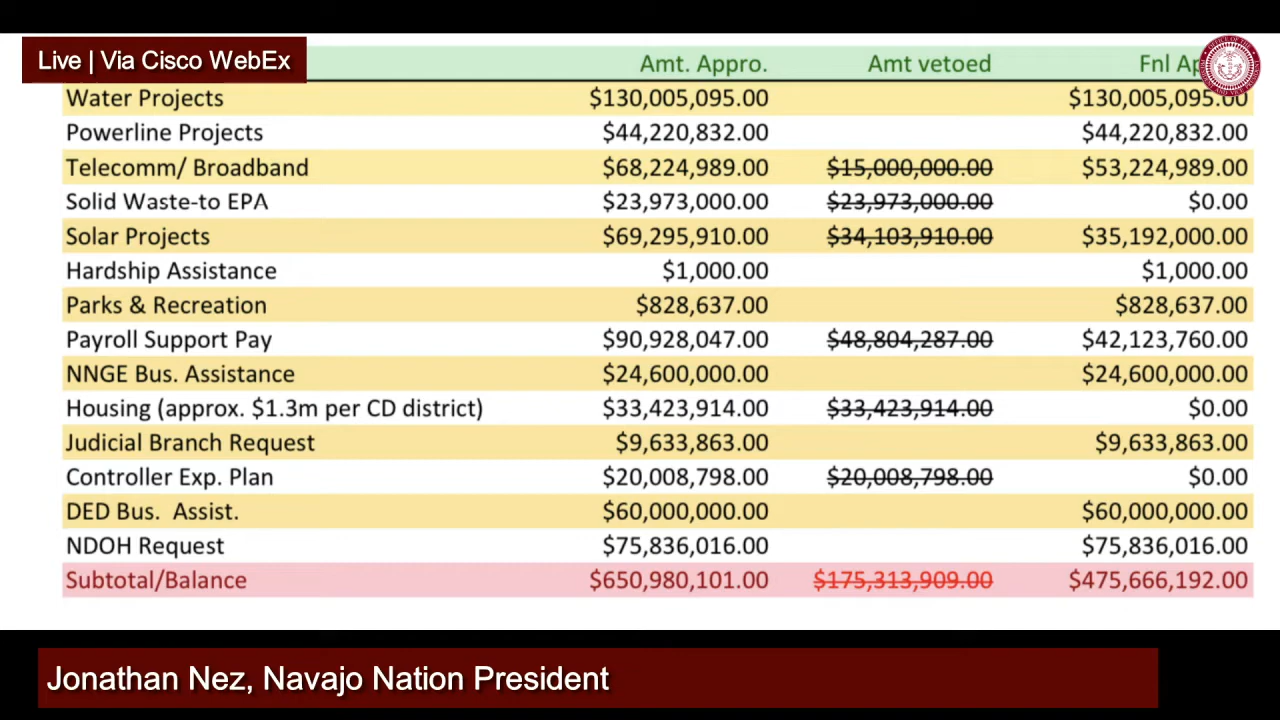 Live | Via Cisco WebEx
Amt. Appro. Amt vetoed Fnl
Water Projects $130,005,095.00 $130,005,095.00
Powerline Projects $44,220,832.00 $44,220,832.00
Telecomm/ Broadband $68,224,989.00 $15,000,000.00 $53,224,989.00
Solid Waste-to EPA $23,973,000.00 $23,973,000.00 $0.00
Solar Projects $69,295,910.00 $34,103,910.00 $35,192,000.00
Hardship Assistance $1,000.00 $1,000.00
Parks & Recreation $828,637.00 $828,637.00
Payroll Support Pay $90,928,047.00 $48,804,287.00 $42,123,760.00
NNGE Bus. Assistance $24,600,000.00 $24,600,000.00
Housing (approx. $1.3m per CD district) $33,423,914.00 $33,423,914.00 $0.00
Judicial Branch Request $9,633,863.00 $9,633,863.00
Controller Exp. Plan $20,008,798.00 $20,008,798.00 $0.00
DED Bus. Assist. $60,000,000.00 $60,000,000.00
NDOH Request $75,836,016.00 $75,836,016.00
Subtotal/Balance $650,980,101.00 $175,313,909.00 $475,666,192.00
Jonathan Nez, Navajo Nation President